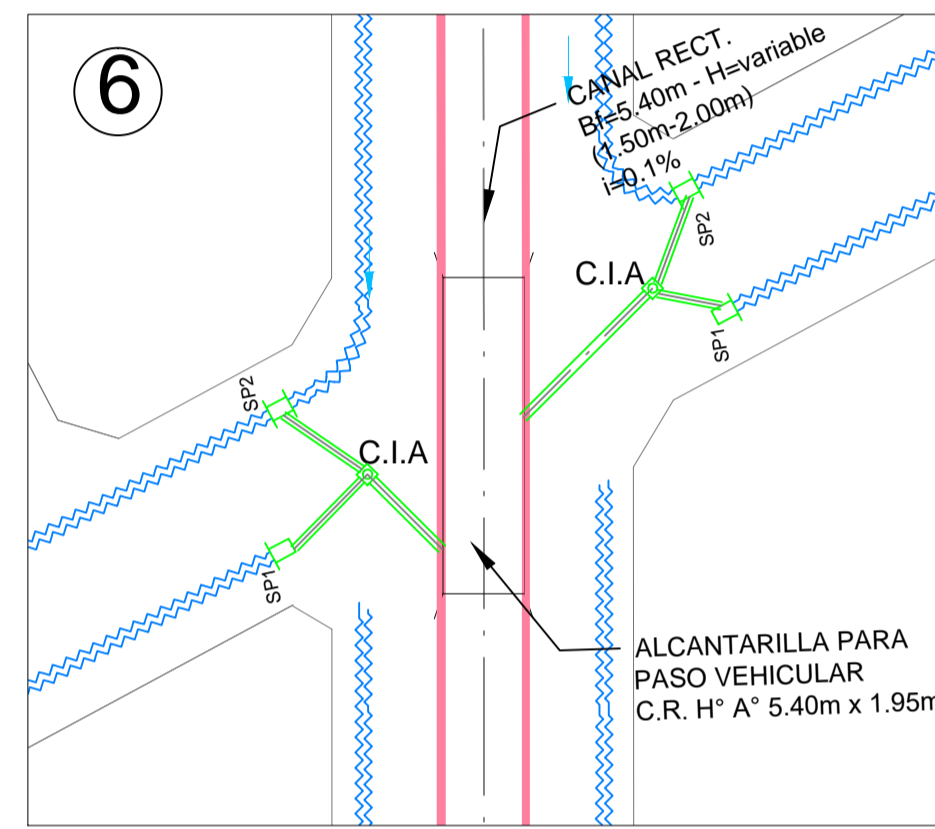 6
CANAL RECT.
Bf=5.40m - H=variable
(1.50m-2.00m)
i=0.1%
SP2
C.I.A
SP1
SP2
C.I.A
SP1
ALCANTARILLA PARA
PASO VEHICULAR
C.R. H° A° 5.40m x 1.95m